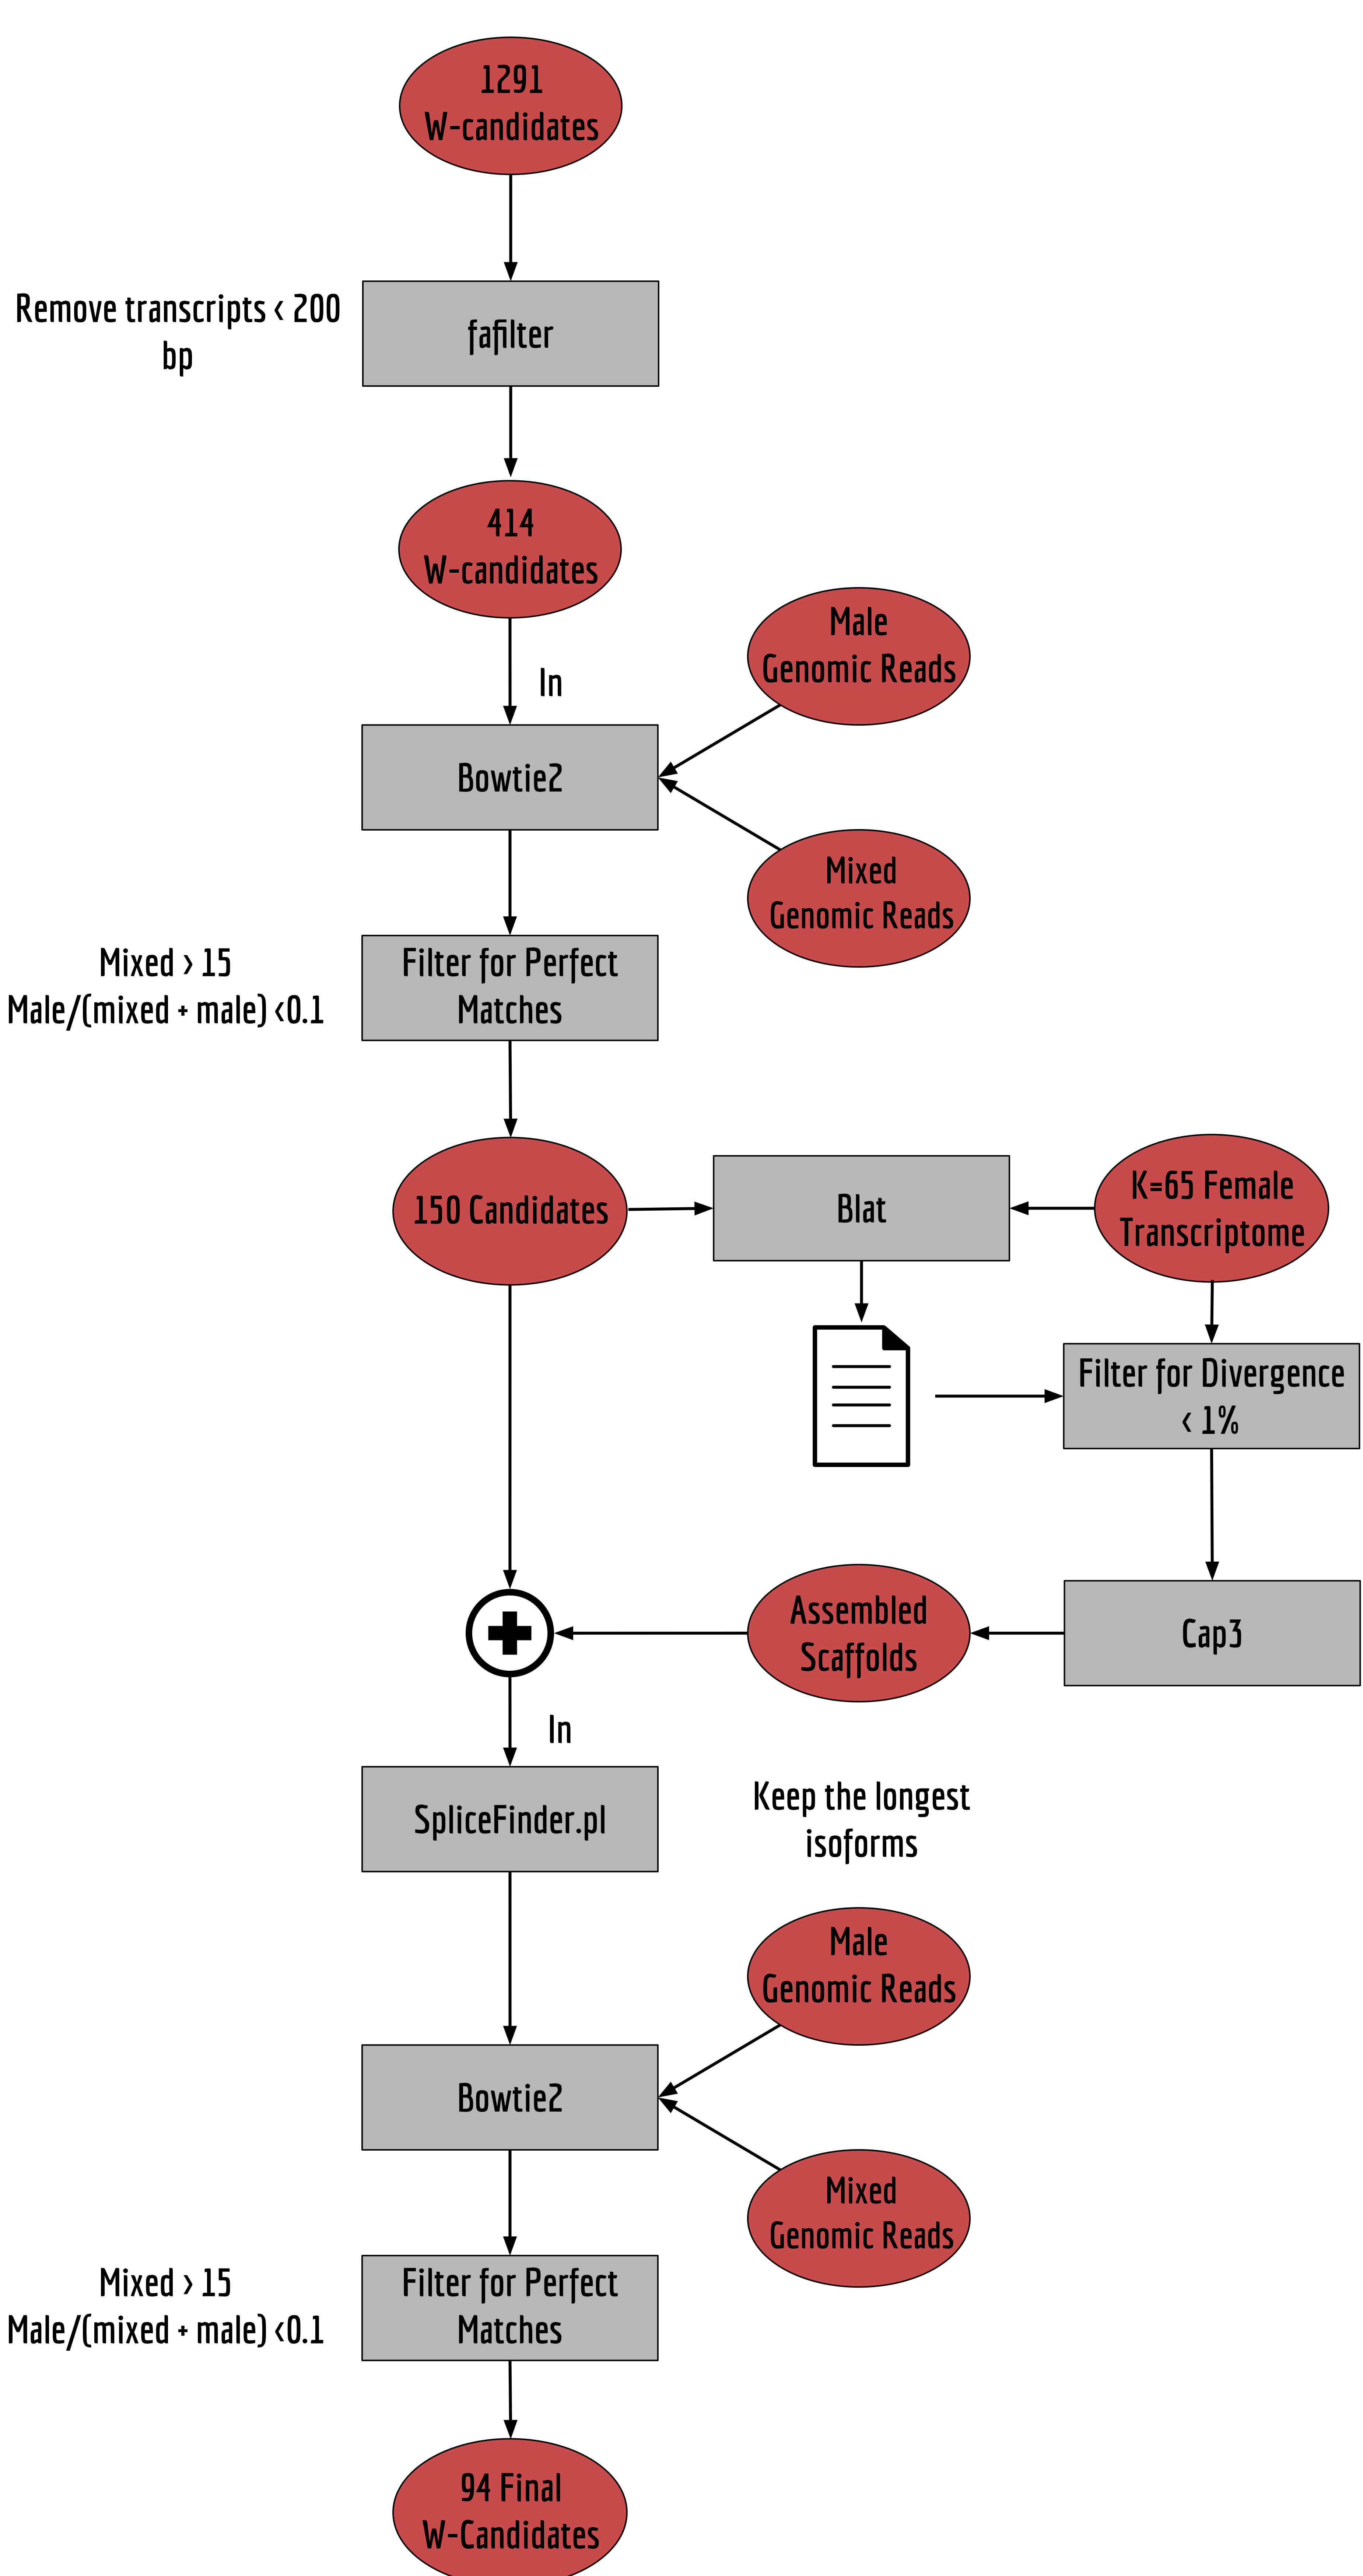 1291
W-candidates
Remove transcripts < 200
bp
fafilter
414
W-candidates
Male
Genomic Reads
In
Bowtie2
Mixed
Genomic Reads
Mixed > 15
Male/(mixed + male) <0.1
Filter for Perfect
Matches
150 Candidates
Blat
K=65 Female
Transcriptome
Filter for Divergence
< 1%
Assembled
Scaffolds
Cap3
In
SpliceFinder.pl
Keep the longest
isoforms
Male
Genomic Reads
Bowtie2
Mixed
Genomic Reads
Mixed > 15
Male/(mixed + male) <0.1
Filter for Perfect
Matches
94 Final
W-Candidates